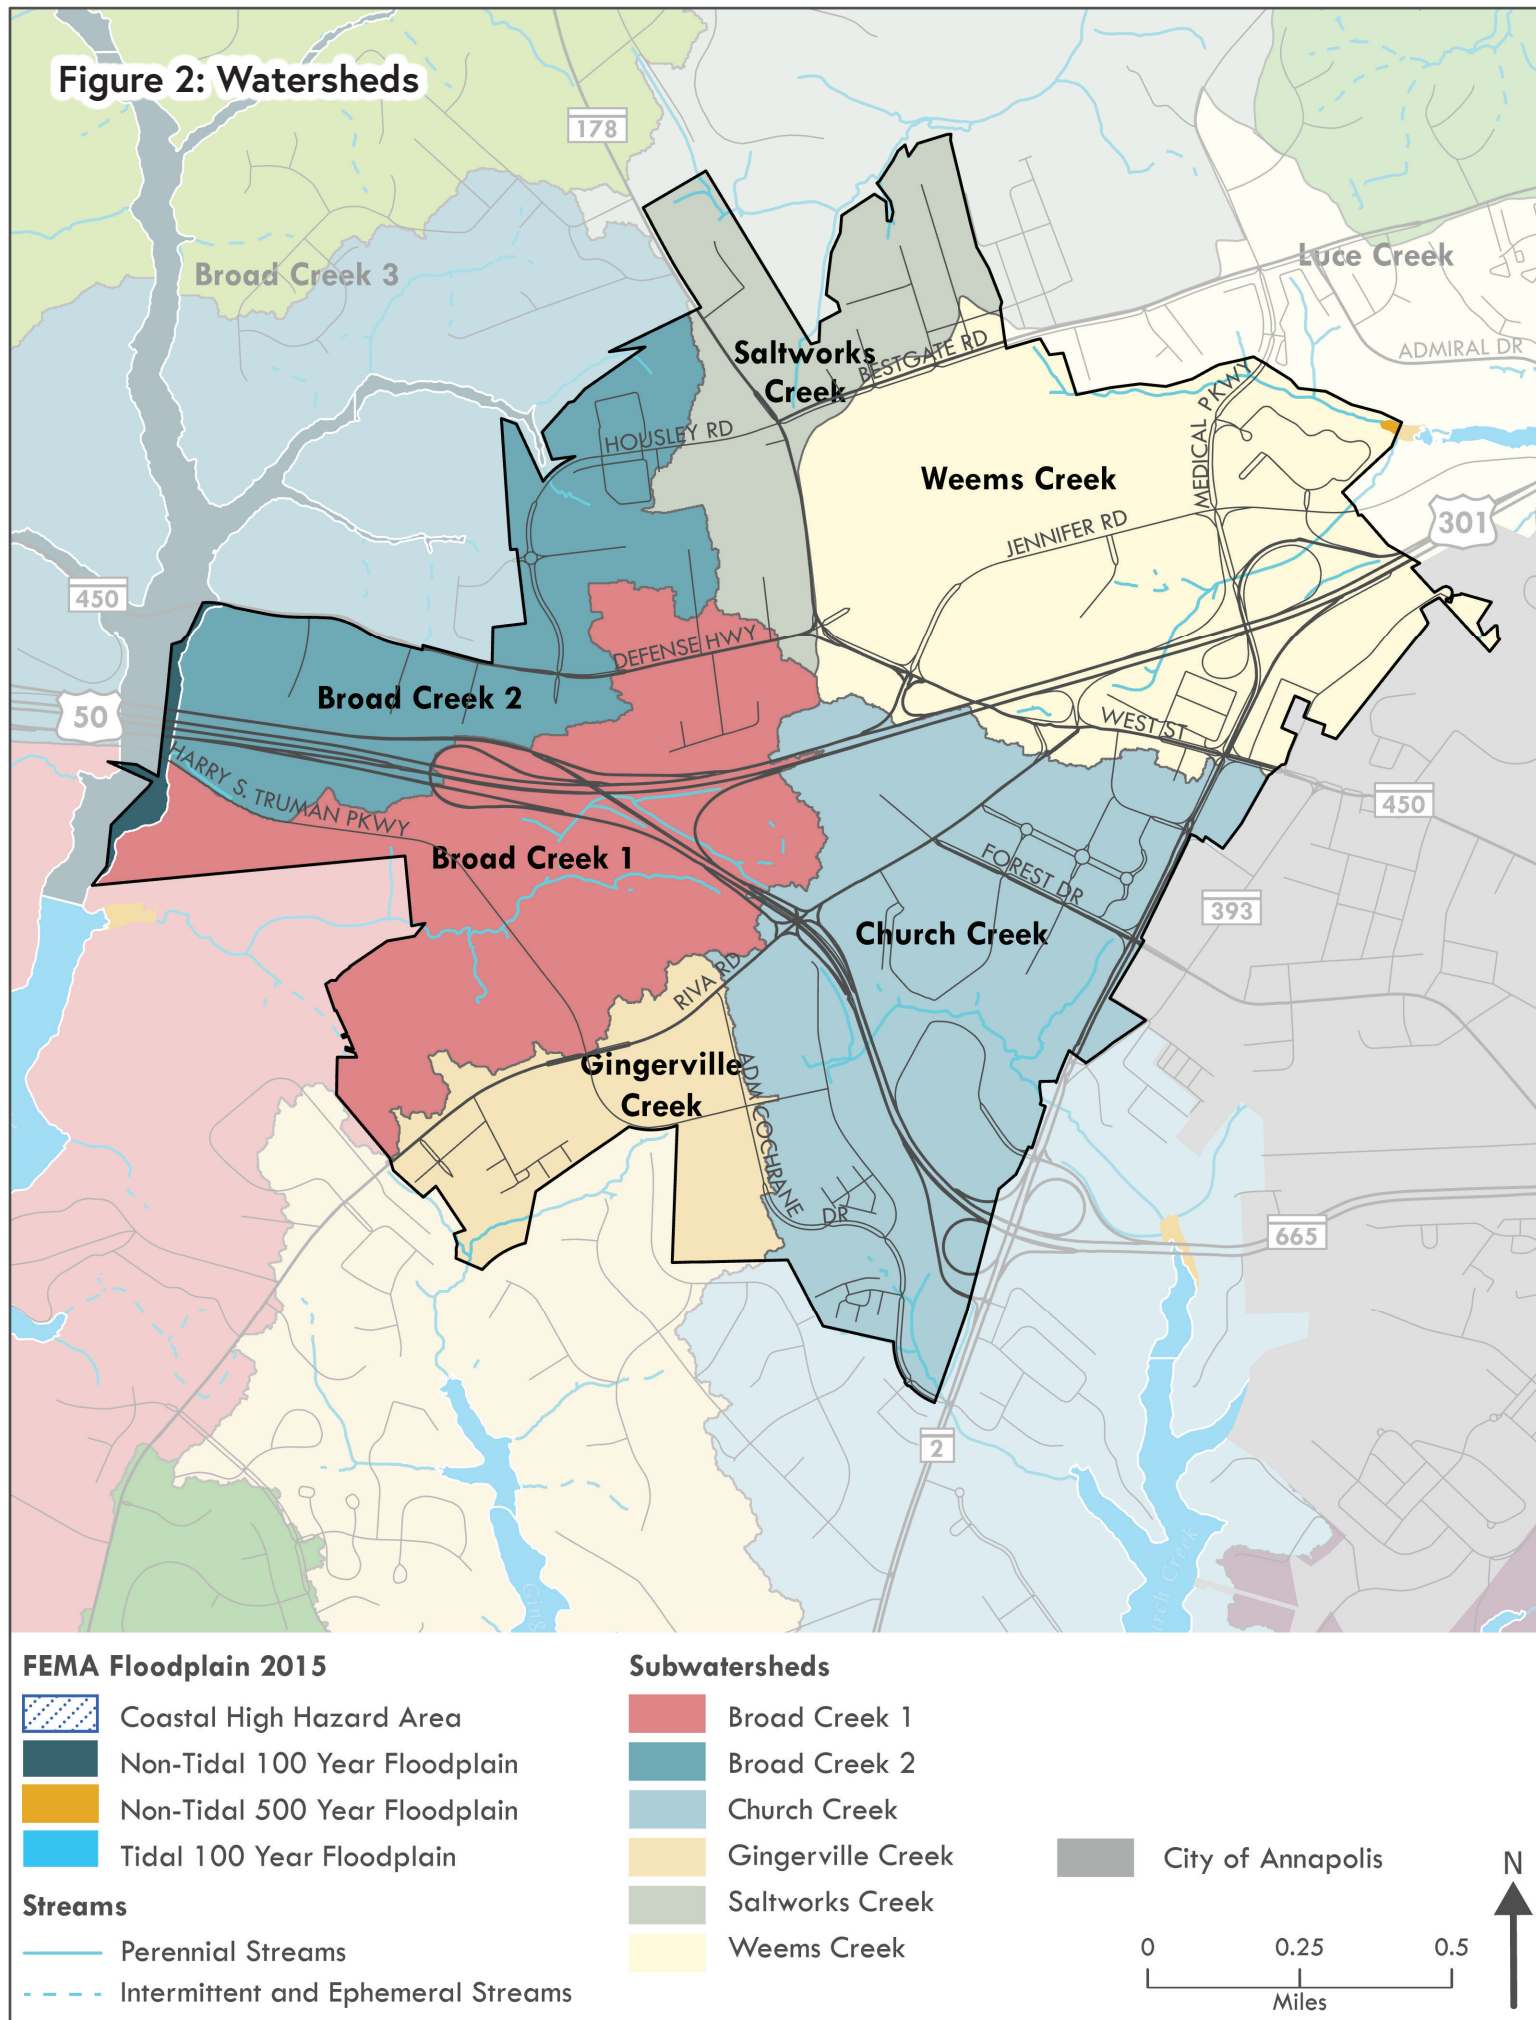 Figure 2: Watersheds
178
Broad Creek 3
Luce Creek
Saltworks
Creek
BESTGATE RD
ADMIRAL DR
HOUSLEY RD
MEDICAL PKWY
Weems Creek
JENNIFER RD
301
450
DEFENSE HWY
Broad Creek 2
50
WEST ST
HARRY S. TRUMAN PKWY
450
Broad Creek 1
FOREST DR
393
Church Creek
RIVA RD
Gingerville
Creek
ADM COCHRANE DR
665
2
Ging
urch Creek
FEMA Floodplain 2015
Coastal High Hazard Area
Non-Tidal 100 Year Floodplain
Non-Tidal 500 Year Floodplain
Tidal 100 Year Floodplain
Streams
Perennial Streams
Intermittent and Ephemeral Streams
Subwatersheds
Broad Creek 1
Broad Creek 2
Church Creek
Gingerville Creek
Saltworks Creek
Weems Creek
City of Annapolis
N
0 0.25 0.5
Miles